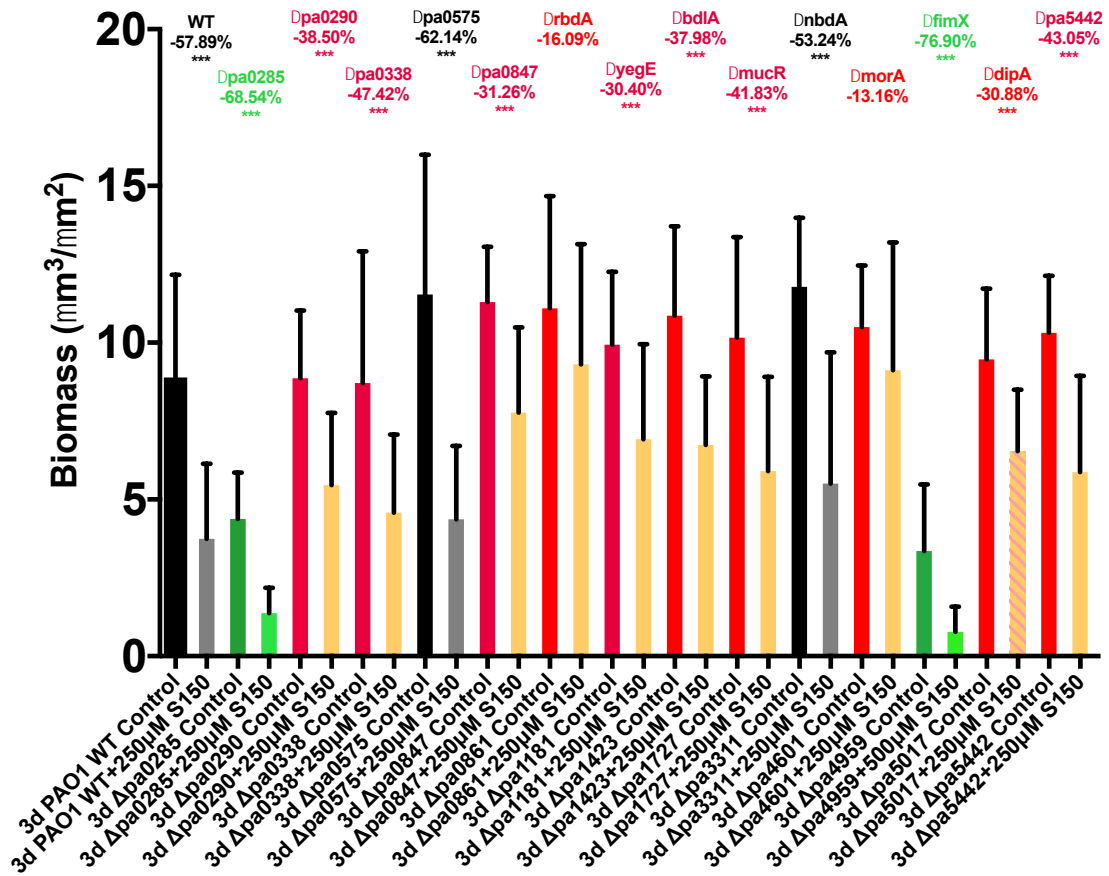 20
WT
-57.89%
***
Dpa0285
-68.54%
***
Dpa0290
-38.50%
***
Dpa0338
-47.42%
***
Dpa0575
-62.14%
***
Dpa0847
-31.26%
***
DrbdA
-16.09%
DyegE
-30.40%
***
DbdlA
-37.98%
***
DmucR
-41.83%
***
DnbdA
-53.24%
***
DmorA
-13.16%
DfimX
-76.90%
***
DdipA
-30.88%
***
Dpa5442
-43.05%
***
15
10
5
0
Biomass (mm³/mm²)
3d PAO1 WT Control
3d PAO1 WT+250µM S150
3d Δpa0285 Control
3d Δpa0285+250µM S150
3d Δpa0290 Control
3d Δpa0290+250µM S150
3d Δpa0338 Control
3d Δpa0338+250µM S150
3d Δpa0575 Control
3d Δpa0575+250µM S150
3d Δpa0847 Control
3d Δpa0847+250µM S150
3d Δpa0861 Control
3d Δpa0861+250µM S150
3d Δpa1181 Control
3d Δpa1181+250µM S150
3d Δpa1423 Control
3d Δpa1423+250µM S150
3d Δpa1727 Control
3d Δpa1727+250µM S150
3d Δpa3311 Control
3d Δpa3311+250µM S150
3d Δpa4601 Control
3d Δpa4601+250µM S150
3d Δpa4959 Control
3d Δpa4959+500µM S150
3d Δpa5017 Control
3d Δpa5017+250µM S150
3d Δpa5442 Control
3d Δpa5442+250µM S150